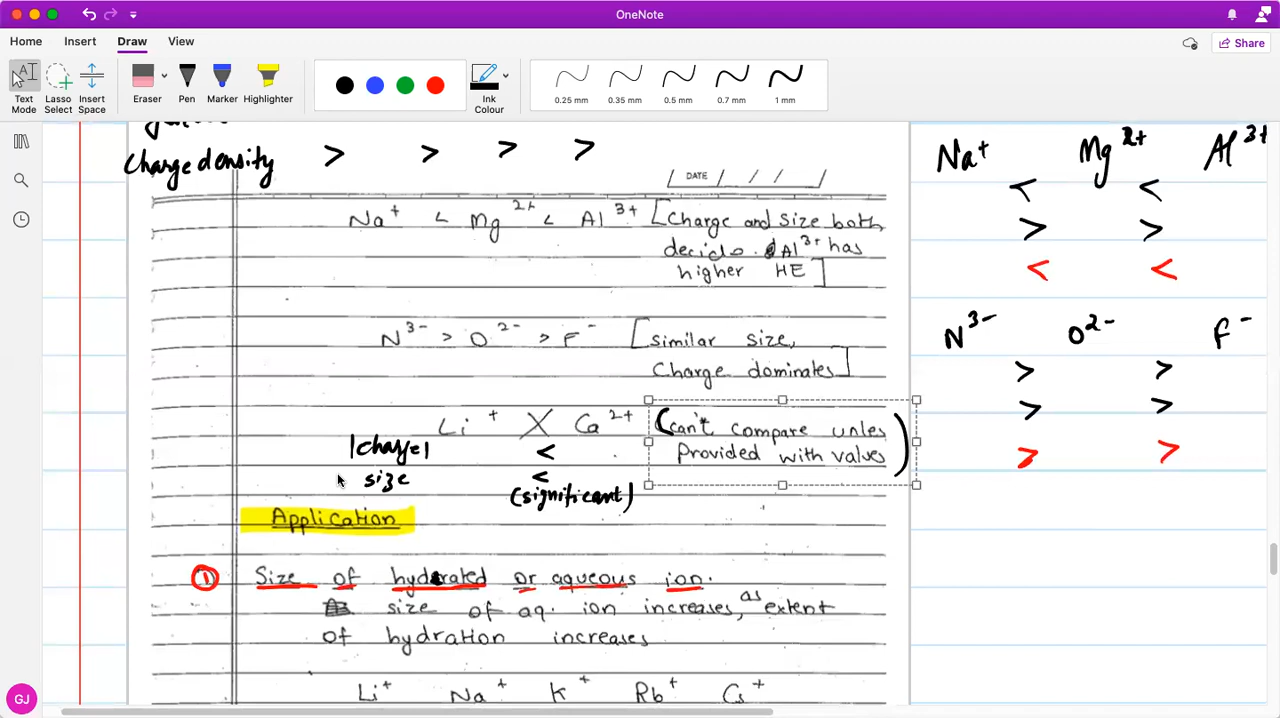 OneNote
Home Insert Draw View
Share
Text Mode
Lasso Select
Insert Space
Eraser
Pen
Marker
Highlighter
Ink Colour
0.25 mm
0.35 mm
0.5 mm
0.7 mm
1 mm
Charge density > > > >
DATE / / /
Na+ < Mg2+ < Al3+ [Charge and size both
decide. Al3+ has
higher HE]
N3- > O2- > F- [similar size,
Charge dominates]
Li+ X Ca2+ (can't compare unles
Provided with values)
|charge| <
size <
(significant)
Application
① Size of hydrated or aqueous ion.
size of aq. ion increases, as extent
of hydration increases
Li+ Na+ K+ Rb+ Cs+
Na+ Mg2+ Al3+
< <
> >
< <
N3- O2- F-
> >
> >
> >
GJ